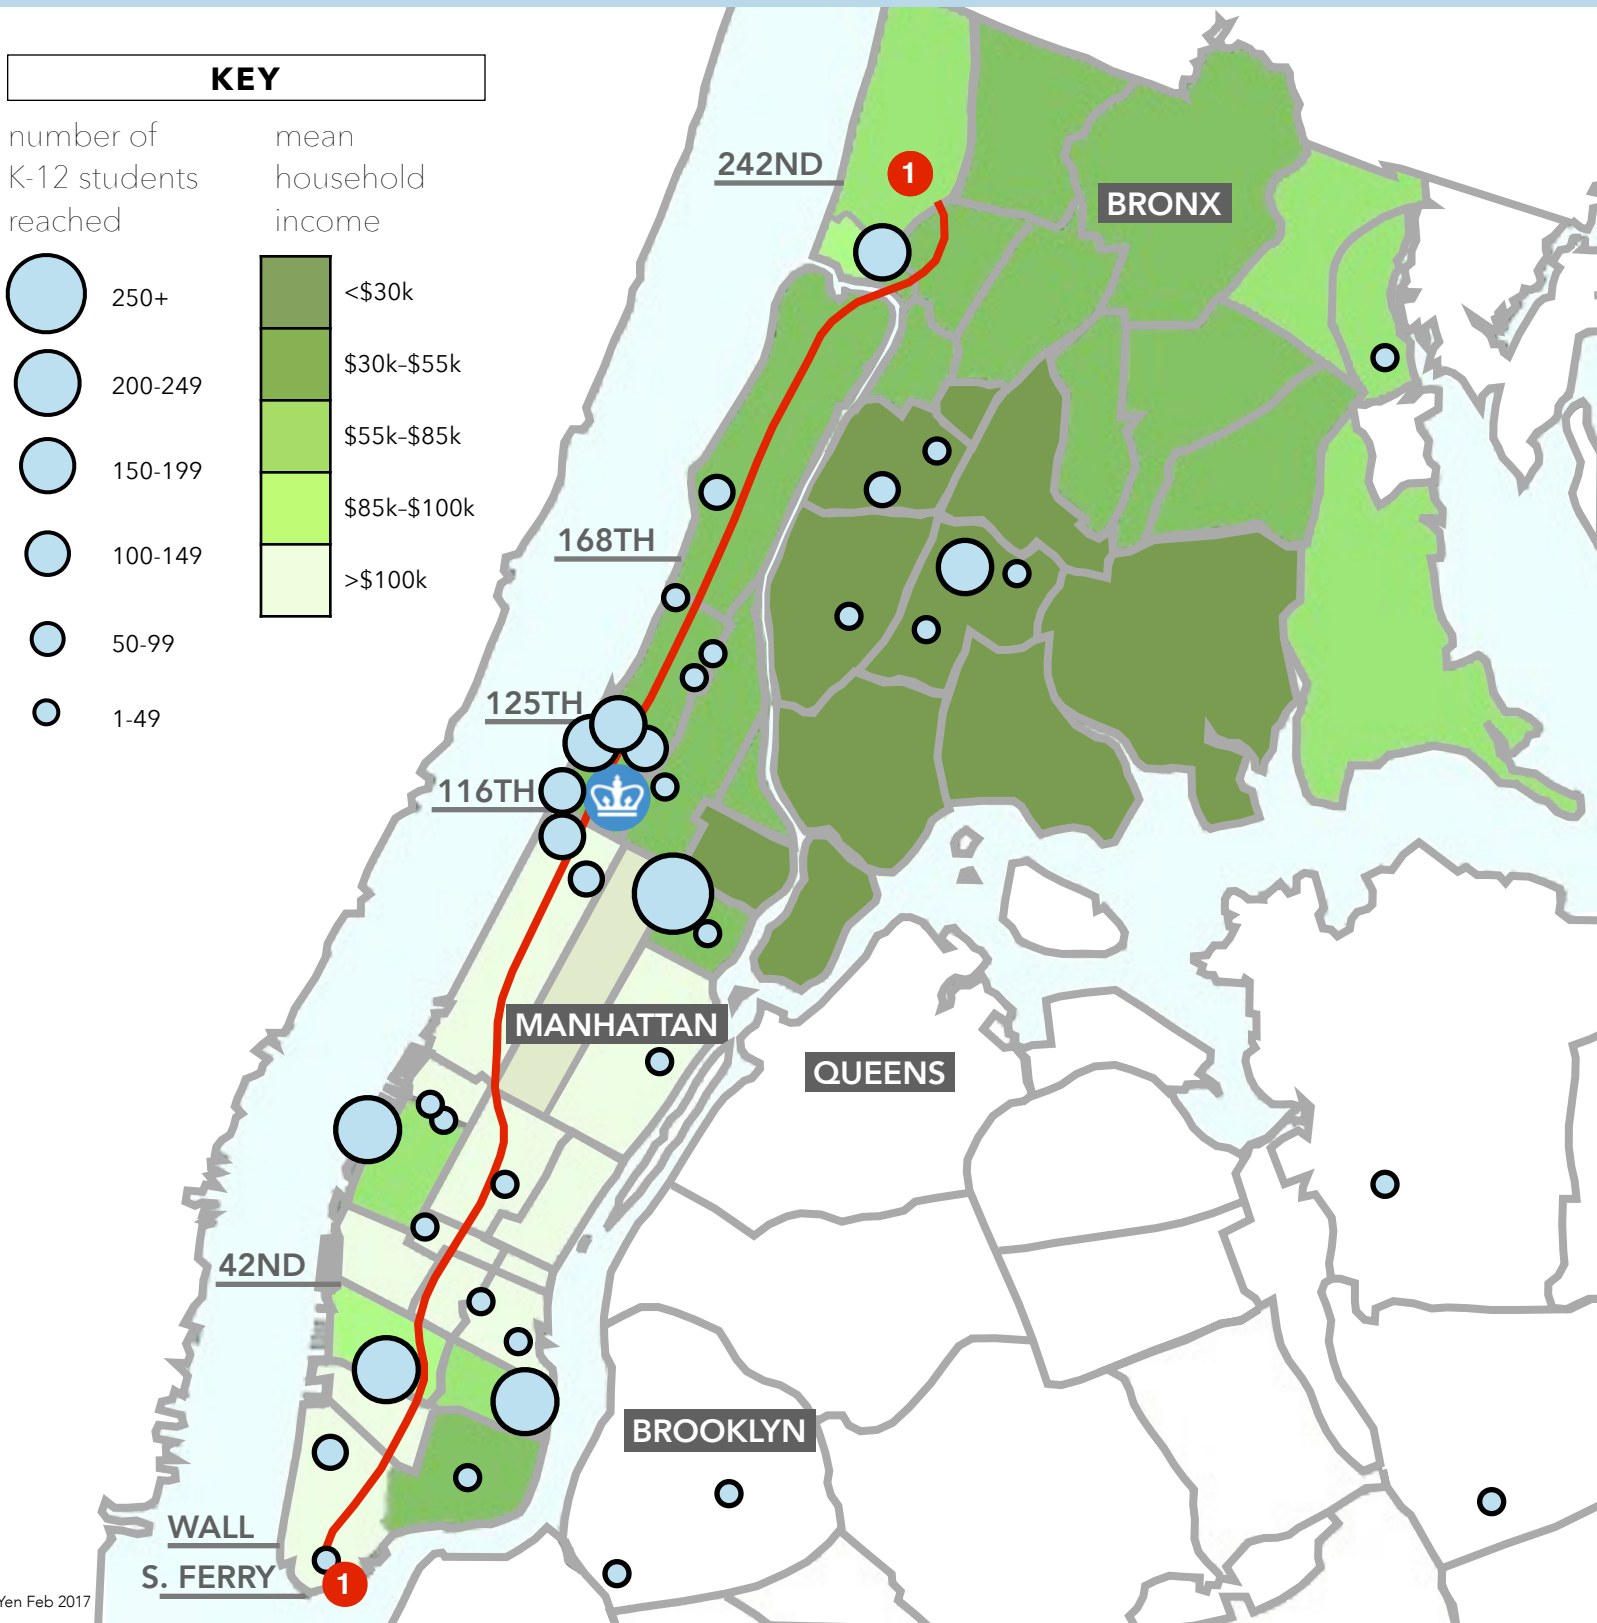 KEY
number of
K-12 students
reached
mean
household
income
250+
200-249
150-199
100-149
50-99
1-49
<$30k
$30k-$55k
$55k-$85k
$85k-$100k
>$100k
242ND
1
BRONX
168TH
125TH
116TH
MANHATTAN
QUEENS
42ND
BROOKLYN
WALL
S. FERRY
1
Yen Feb 2017